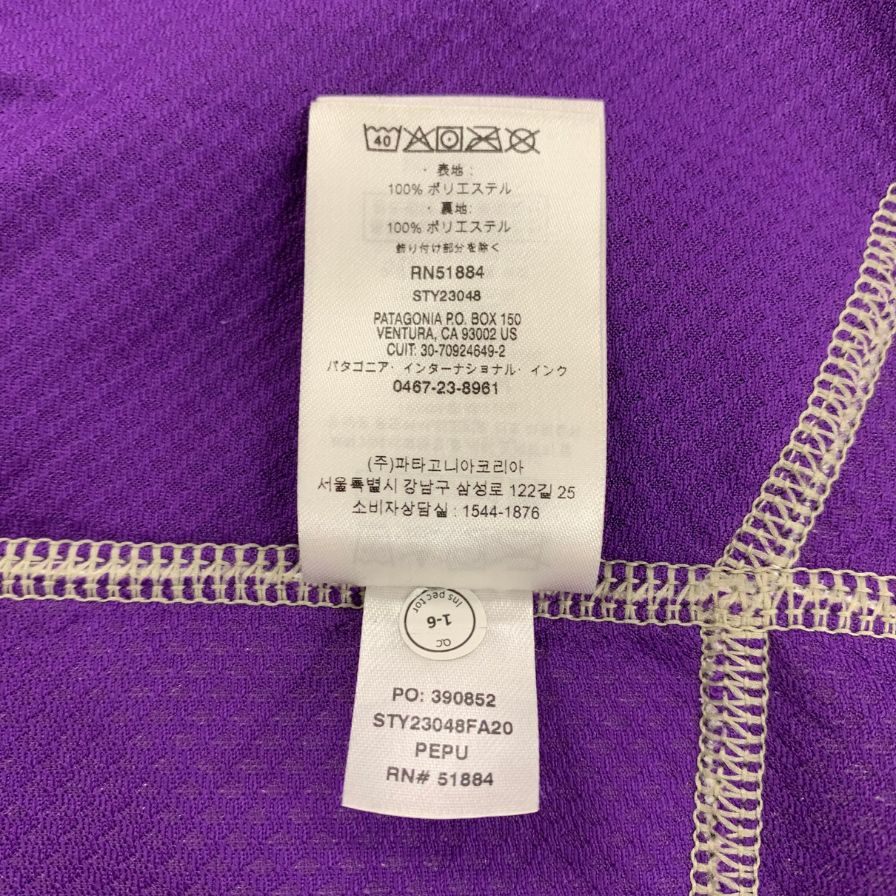 40
・表地:
100% ポリエステル
・裏地:
100% ポリエステル
飾り付け部分を除く
RN51884
STY23048
PATAGONIA P.O. BOX 150
VENTURA, CA 93002 US
CUIT: 30-70924649-2
パタゴニア・インターナショナル・インク
0467-23-8961
(주)파타고니아코리아
서울특별시 강남구 삼성로 122길 25
소비자상담실 : 1544-1876
Inspector
1-6
QC
PO: 390852
STY23048FA20
PEPU
RN# 51884